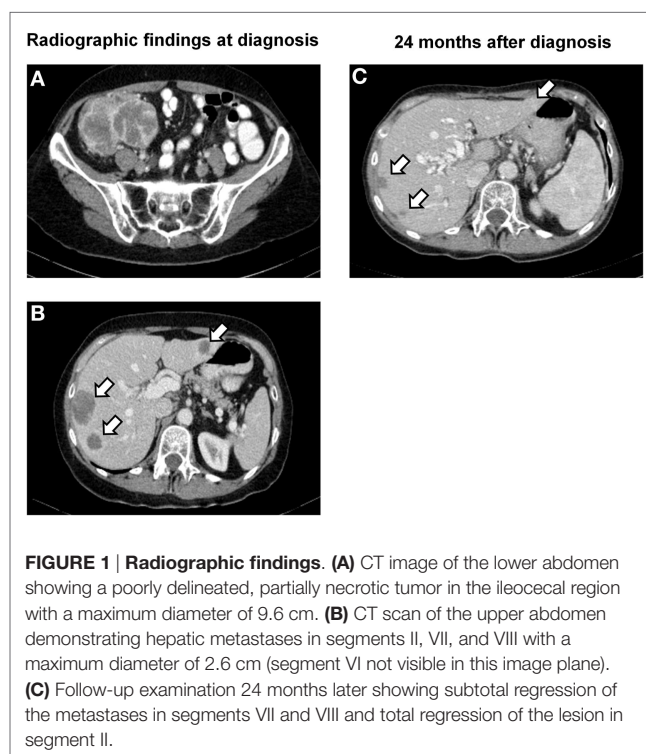 Radiographic findings at diagnosis
24 months after diagnosis
A
C
B
FIGURE 1 | Radiographic findings. (A) CT image of the lower abdomen
showing a poorly delineated, partially necrotic tumor in the ileocecal region
with a maximum diameter of 9.6 cm. (B) CT scan of the upper abdomen
demonstrating hepatic metastases in segments II, VII, and VIII with a
maximum diameter of 2.6 cm (segment VI not visible in this image plane).
(C) Follow-up examination 24 months later showing subtotal regression of
the metastases in segments VII and VIII and total regression of the lesion in
segment II.